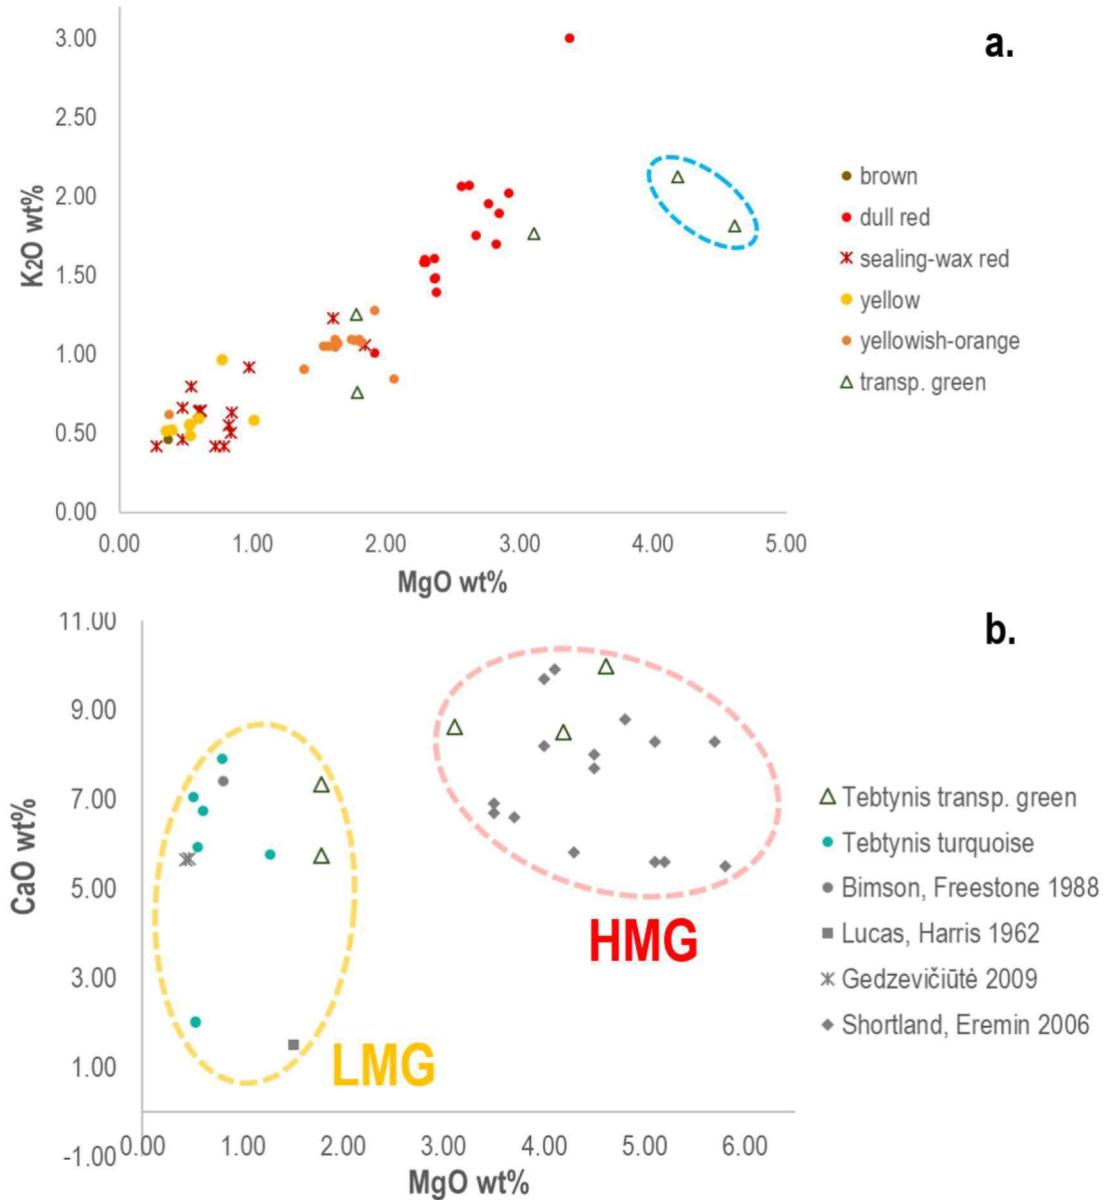 a.
3.00
2.50
2.00
1.50
1.00
0.50
0.00
K2O wt%
0.00 1.00 2.00 3.00 4.00 5.00
MgO wt%
brown
dull red
sealing-wax red
yellow
yellowish-orange
transp. green
b.
11.00
9.00
7.00
5.00
3.00
1.00
-1.00
CaO wt%
HMG
LMG
0.00 1.00 2.00 3.00 4.00 5.00 6.00
MgO wt%
Tebtynis transp. green
Tebtynis turquoise
Bimson, Freestone 1988
Lucas, Harris 1962
Gedzevičiūtė 2009
Shortland, Eremin 2006